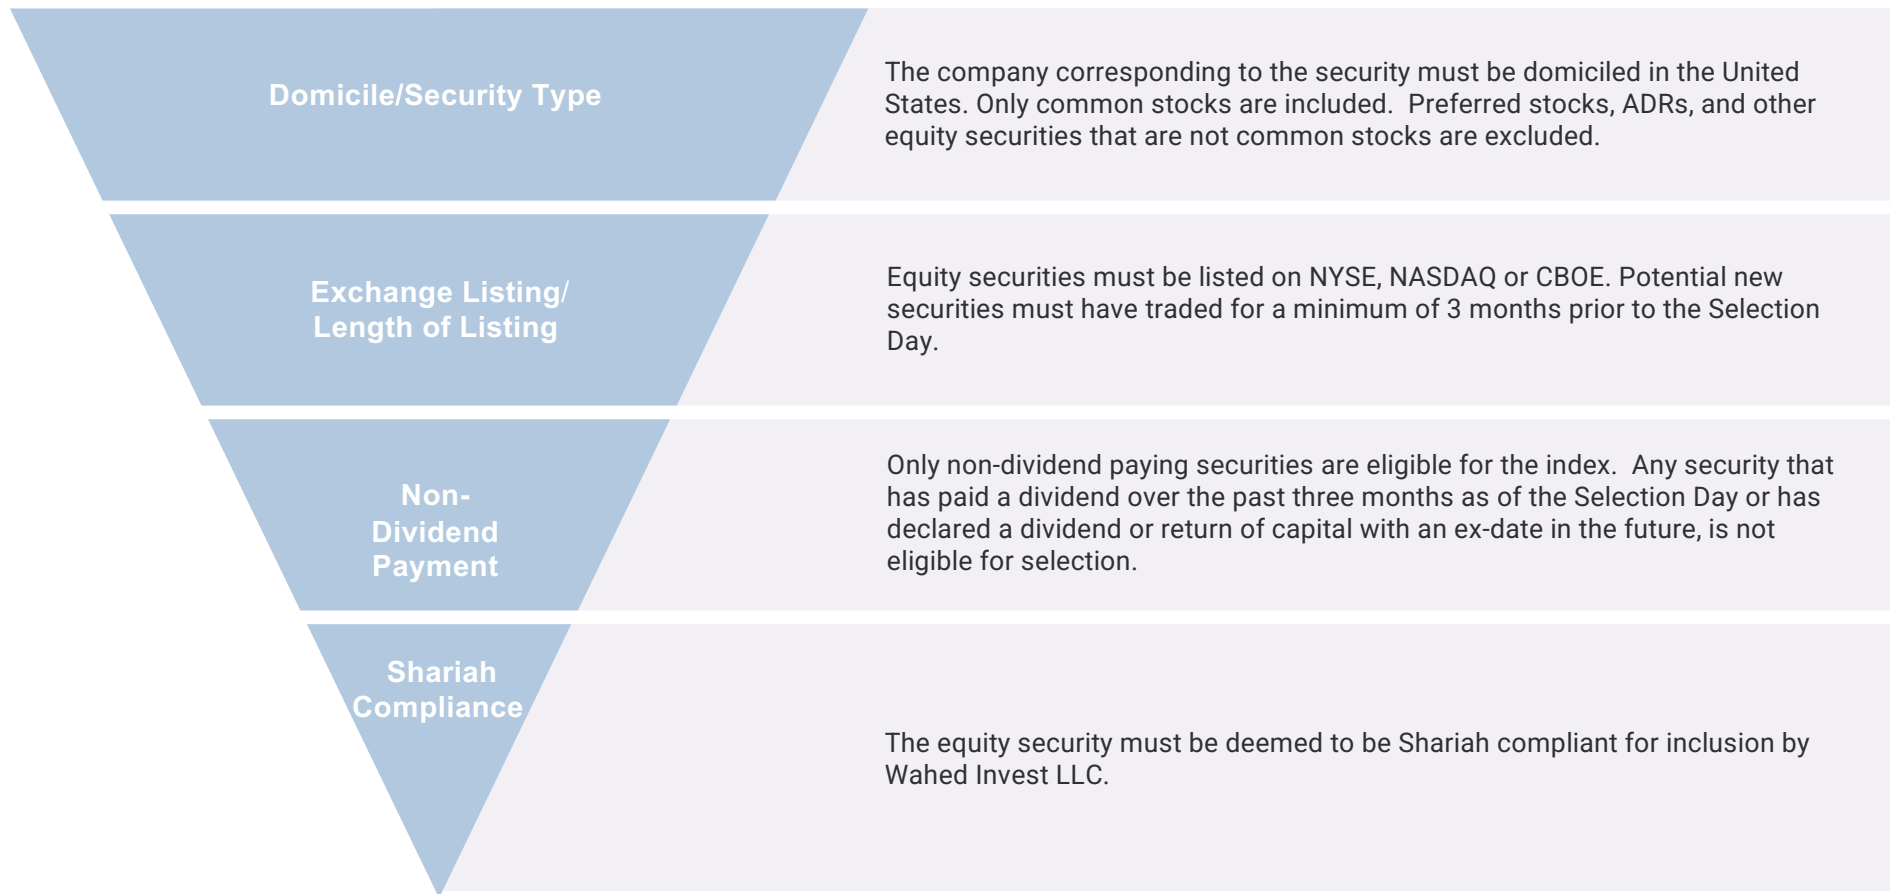 Domicile/Security Type
The company corresponding to the security must be domiciled in the United
States. Only common stocks are included.  Preferred stocks, ADRs, and other
equity securities that are not common stocks are excluded.
Exchange Listing/
Length of Listing
Equity securities must be listed on NYSE, NASDAQ or CBOE. Potential new
securities must have traded for a minimum of 3 months prior to the Selection
Day.
Non-
Dividend
Payment
Only non-dividend paying securities are eligible for the index.  Any security that
has paid a dividend over the past three months as of the Selection Day or has
declared a dividend or return of capital with an ex-date in the future, is not
eligible for selection.
Shariah
Compliance
The equity security must be deemed to be Shariah compliant for inclusion by
Wahed Invest LLC.